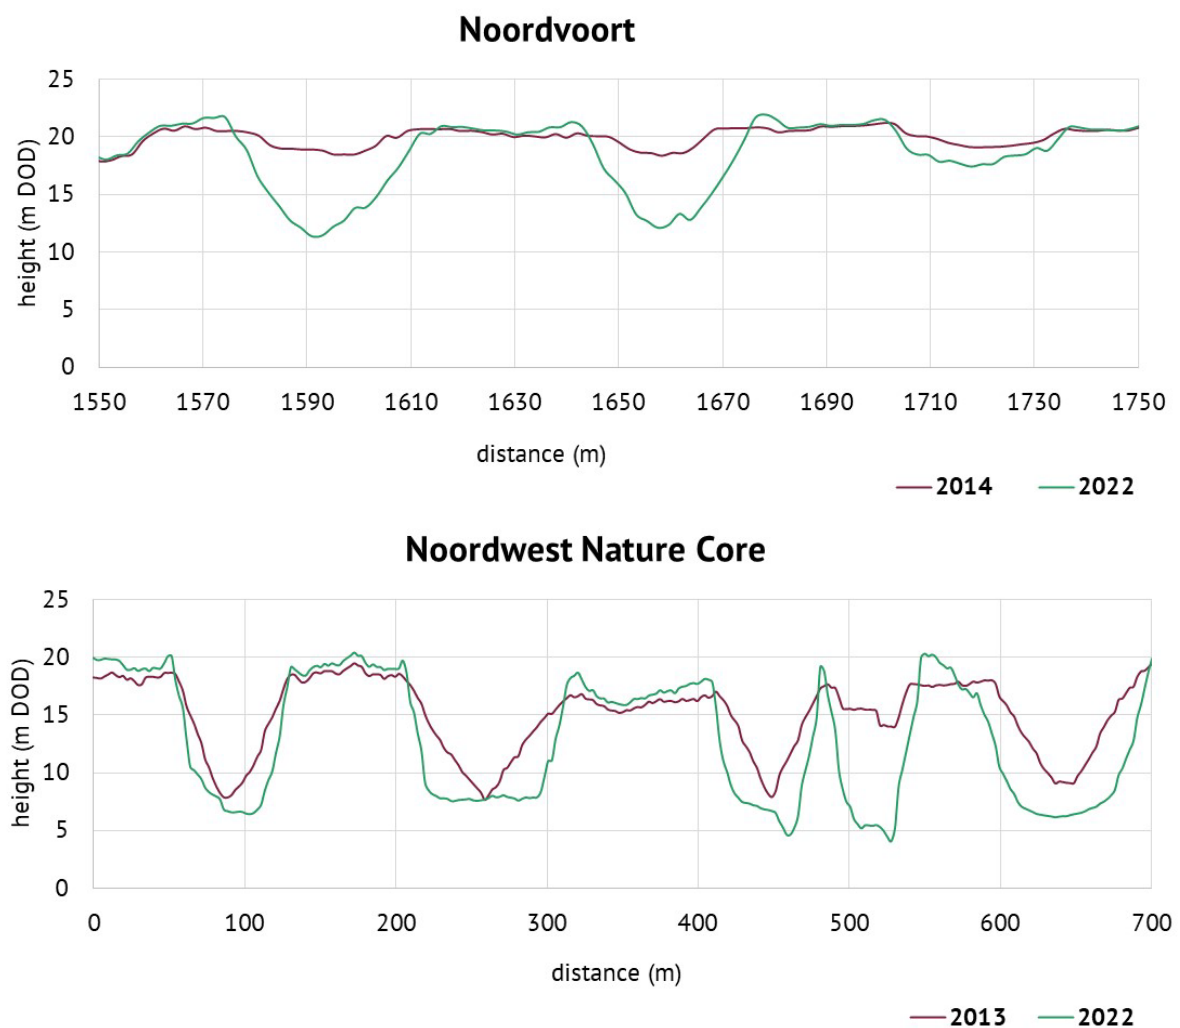 Noordvoort
25
20
15
10
5
0
height (m DOD)
1550 1570 1590 1610 1630 1650 1670 1690 1710 1730 1750
distance (m)
2014 2022
Noordwest Nature Core
25
20
15
10
5
0
height (m DOD)
0 100 200 300 400 500 600 700
distance (m)
2013 2022